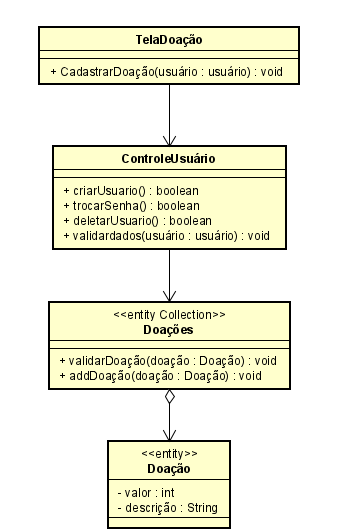 TelaDoação
+ CadastrarDoação(usuário : usuário) : void
ControleUsuário
+ criarUsuario() : boolean
+ trocarSenha() : boolean
+ deletarUsuario() : boolean
+ validardados(usuário : usuário) : void
<<entity Collection>>
Doações
+ validarDoação(doação : Doação) : void
+ addDoação(doação : Doação) : void
<<entity>>
Doação
- valor : int
- descrição : String